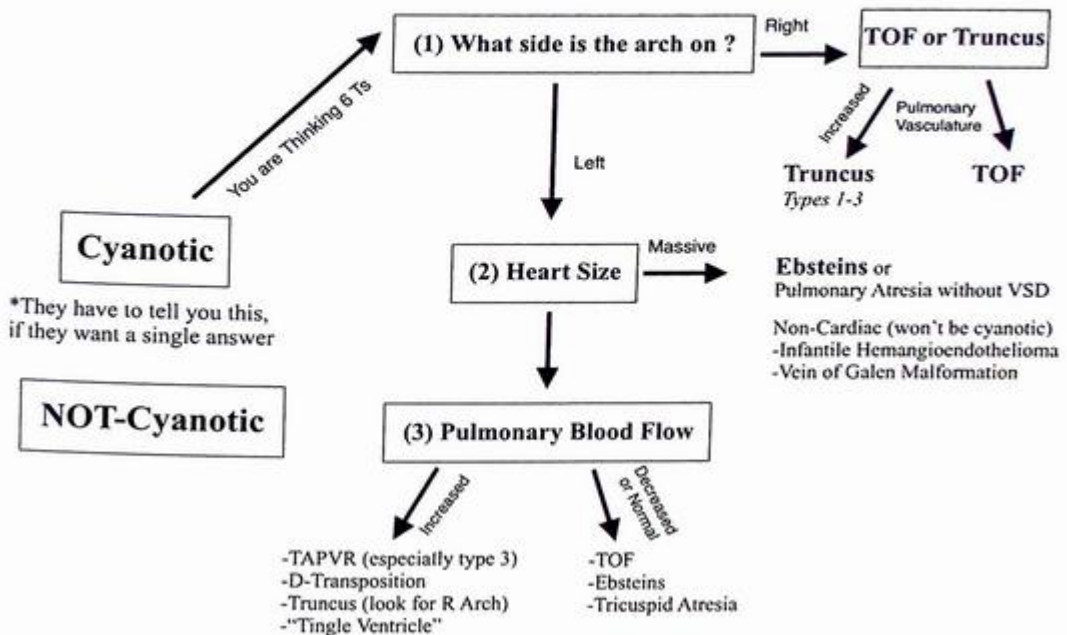 (1) What side is the arch on ?
Right
TOF or Truncus
You are Thinking 6 Ts
Increased
Pulmonary
Vasculature
Left
Truncus
Types 1-3
TOF
Cyanotic
*They have to tell you this,
if they want a single answer
(2) Heart Size
Massive
Ebsteins or
Pulmonary Atresia without VSD
Non-Cardiac (won't be cyanotic)
-Infantile Hemangioendothelioma
-Vein of Galen Malformation
NOT-Cyanotic
(3) Pulmonary Blood Flow
Increased
Decreased
or Normal
-TAPVR (especially type 3)
-D-Transposition
-Truncus (look for R Arch)
-“Tingle Ventricle”
-TOF
-Ebsteins
-Tricuspid Atresia